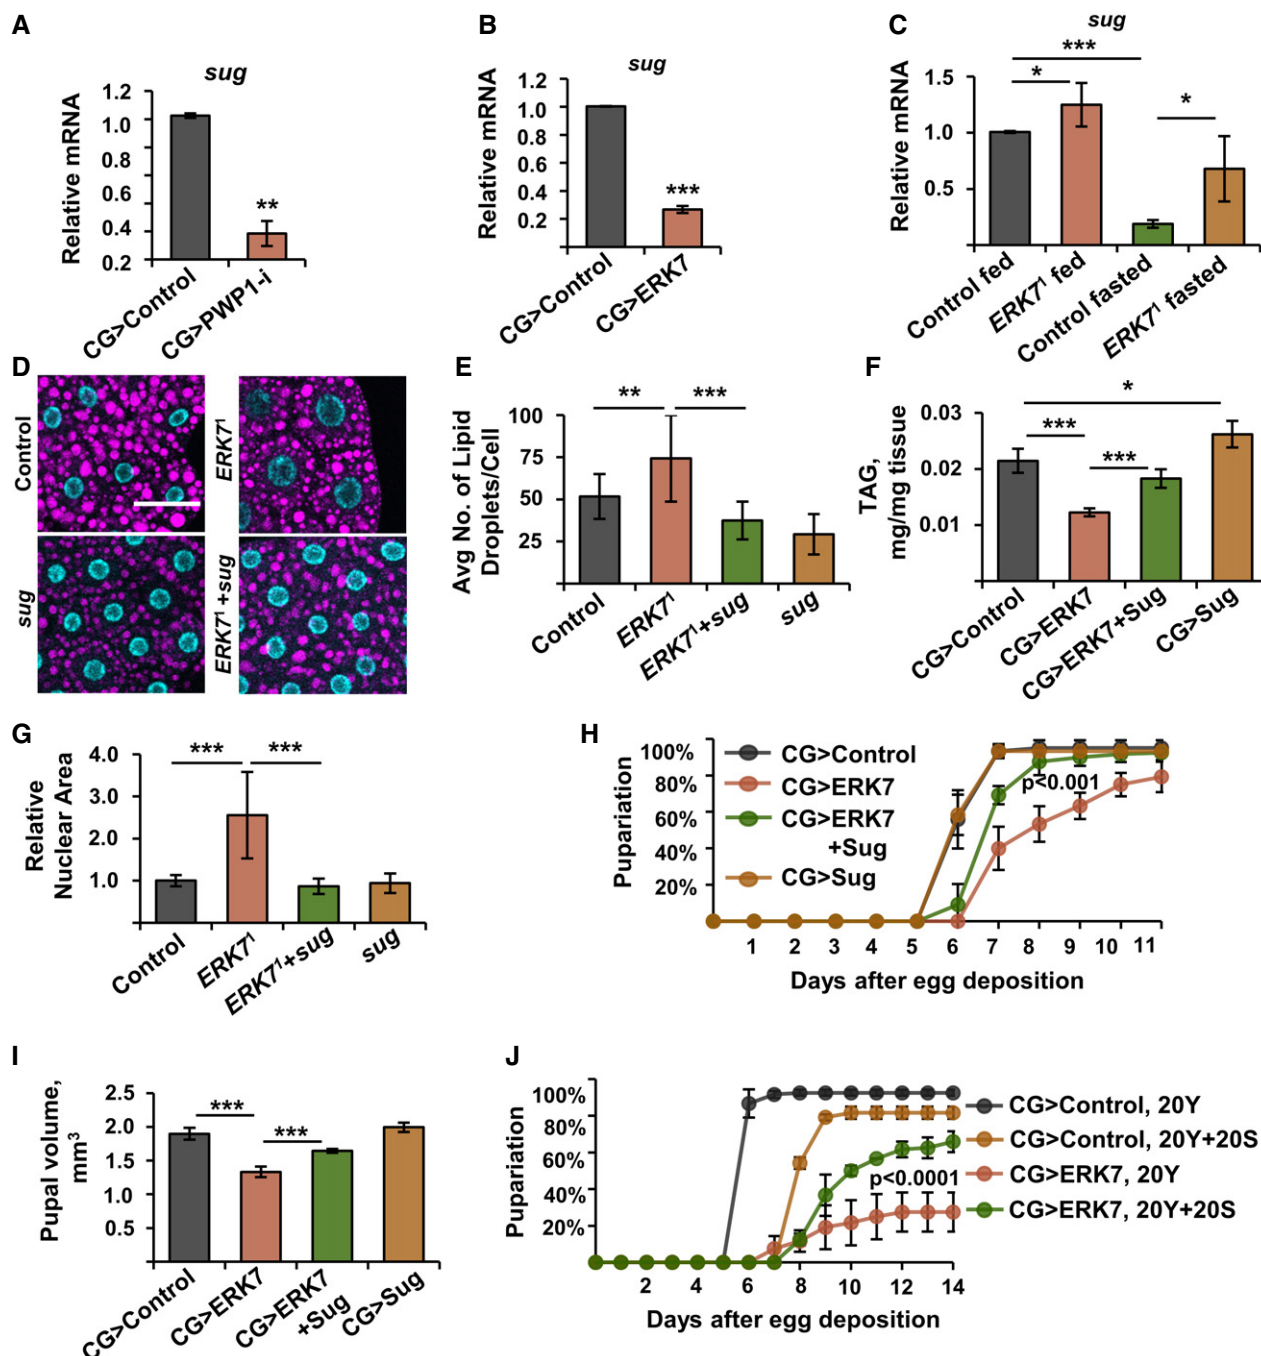 A
sug
Relative mRNA
1.2
1.0
0.8
0.6
0.4
0.2
**
CG>Control
CG>PWP1-i
B
sug
Relative mRNA
1.2
1.0
0.8
0.6
0.4
0.2
***
CG>Control
CG>ERK7
C
sug
Relative mRNA
1.5
1.0
0.5
***
*
*
Control fed
ERK7¹ fed
Control fasted
ERK7¹ fasted
D
Control
ERK7¹
sug
ERK7¹+sug
E
Avg No. of Lipid
Droplets/Cell
100
75
50
25
**
***
Control
ERK7¹
ERK7¹+sug
sug
F
TAG,
mg/mg tissue
0.03
0.02
0.01
*
***
***
CG>Control
CG>ERK7
CG>ERK7+Sug
CG>Sug
G
Relative
Nuclear Area
4.0
3.0
2.0
1.0
***
***
Control
ERK7¹
ERK7¹+sug
sug
H
Pupariation
100%
80%
60%
40%
20%
CG>Control
CG>ERK7
CG>ERK7
+Sug
CG>Sug
p<0.001
1 2 3 4 5 6 7 8 9 10 11
Days after egg deposition
I
Pupal volume,
mm³
2.5
2.0
1.5
1.0
0.5
***
***
CG>Control
CG>ERK7
CG>ERK7
+Sug
CG>Sug
J
Pupariation
100%
80%
60%
40%
20%
p<0.0001
CG>Control, 20Y
CG>Control, 20Y+20S
CG>ERK7, 20Y
CG>ERK7, 20Y+20S
2 4 6 8 10 12 14
Days after egg deposition